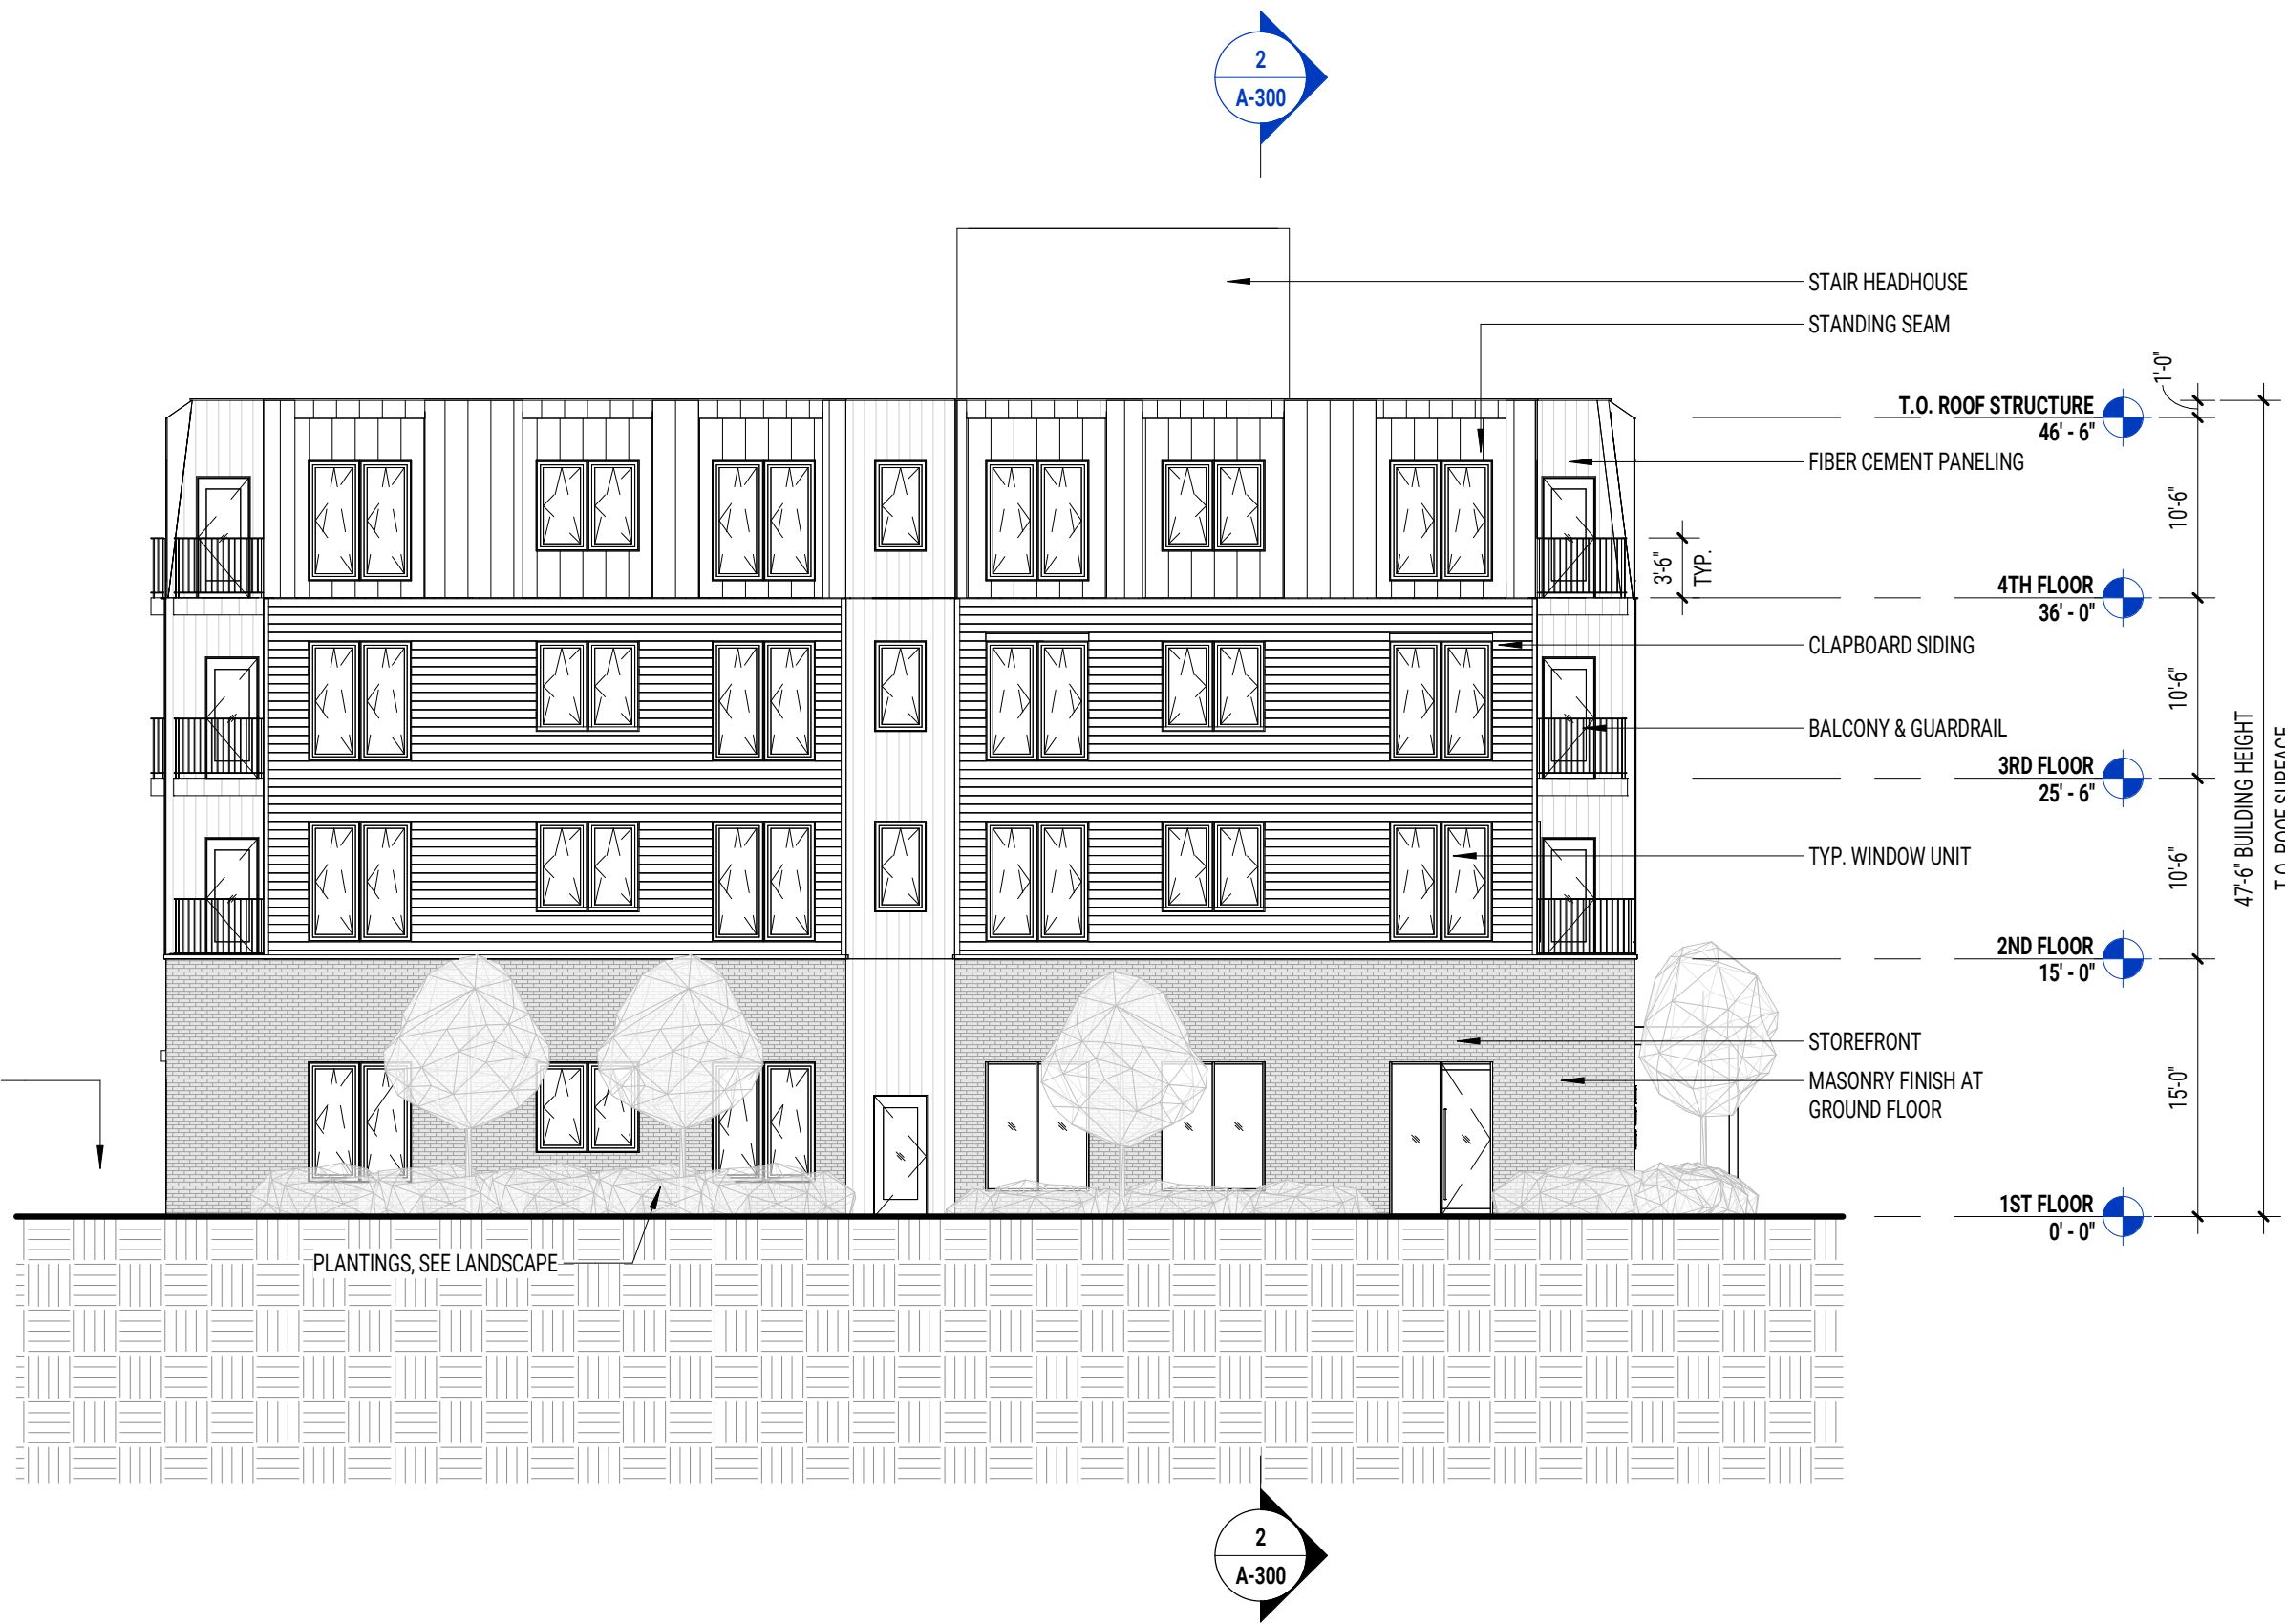 2
A-300
STAIR HEADHOUSE
STANDING SEAM
1'-0"
T.O. ROOF STRUCTURE
46' - 6"
FIBER CEMENT PANELING
10'-6"
3'-6"
TYP.
4TH FLOOR
36' - 0"
CLAPBOARD SIDING
10'-6"
BALCONY & GUARDRAIL
47'-6" BUILDING HEIGHT
T.O. ROOF SURFACE
3RD FLOOR
25' - 6"
TYP. WINDOW UNIT
10'-6"
2ND FLOOR
15' - 0"
STOREFRONT
MASONRY FINISH AT
GROUND FLOOR
15'-0"
1ST FLOOR
0' - 0"
PLANTINGS, SEE LANDSCAPE
2
A-300